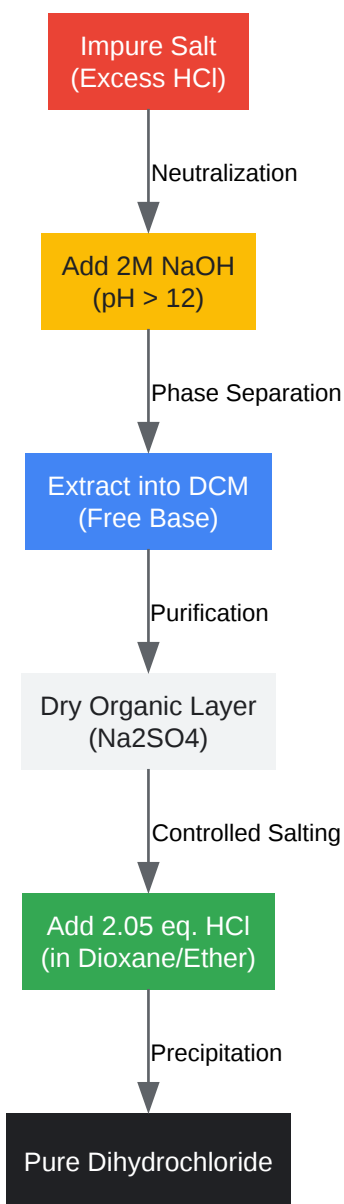 Impure Salt
(Excess HCl)
Neutralization
Add 2M NaOH
(pH > 12)
Phase Separation
Extract into DCM
(Free Base)
Purification
Dry Organic Layer
(Na2SO4)
Controlled Salting
Add 2.05 eq. HCl
(in Dioxane/Ether)
Precipitation
Pure Dihydrochloride